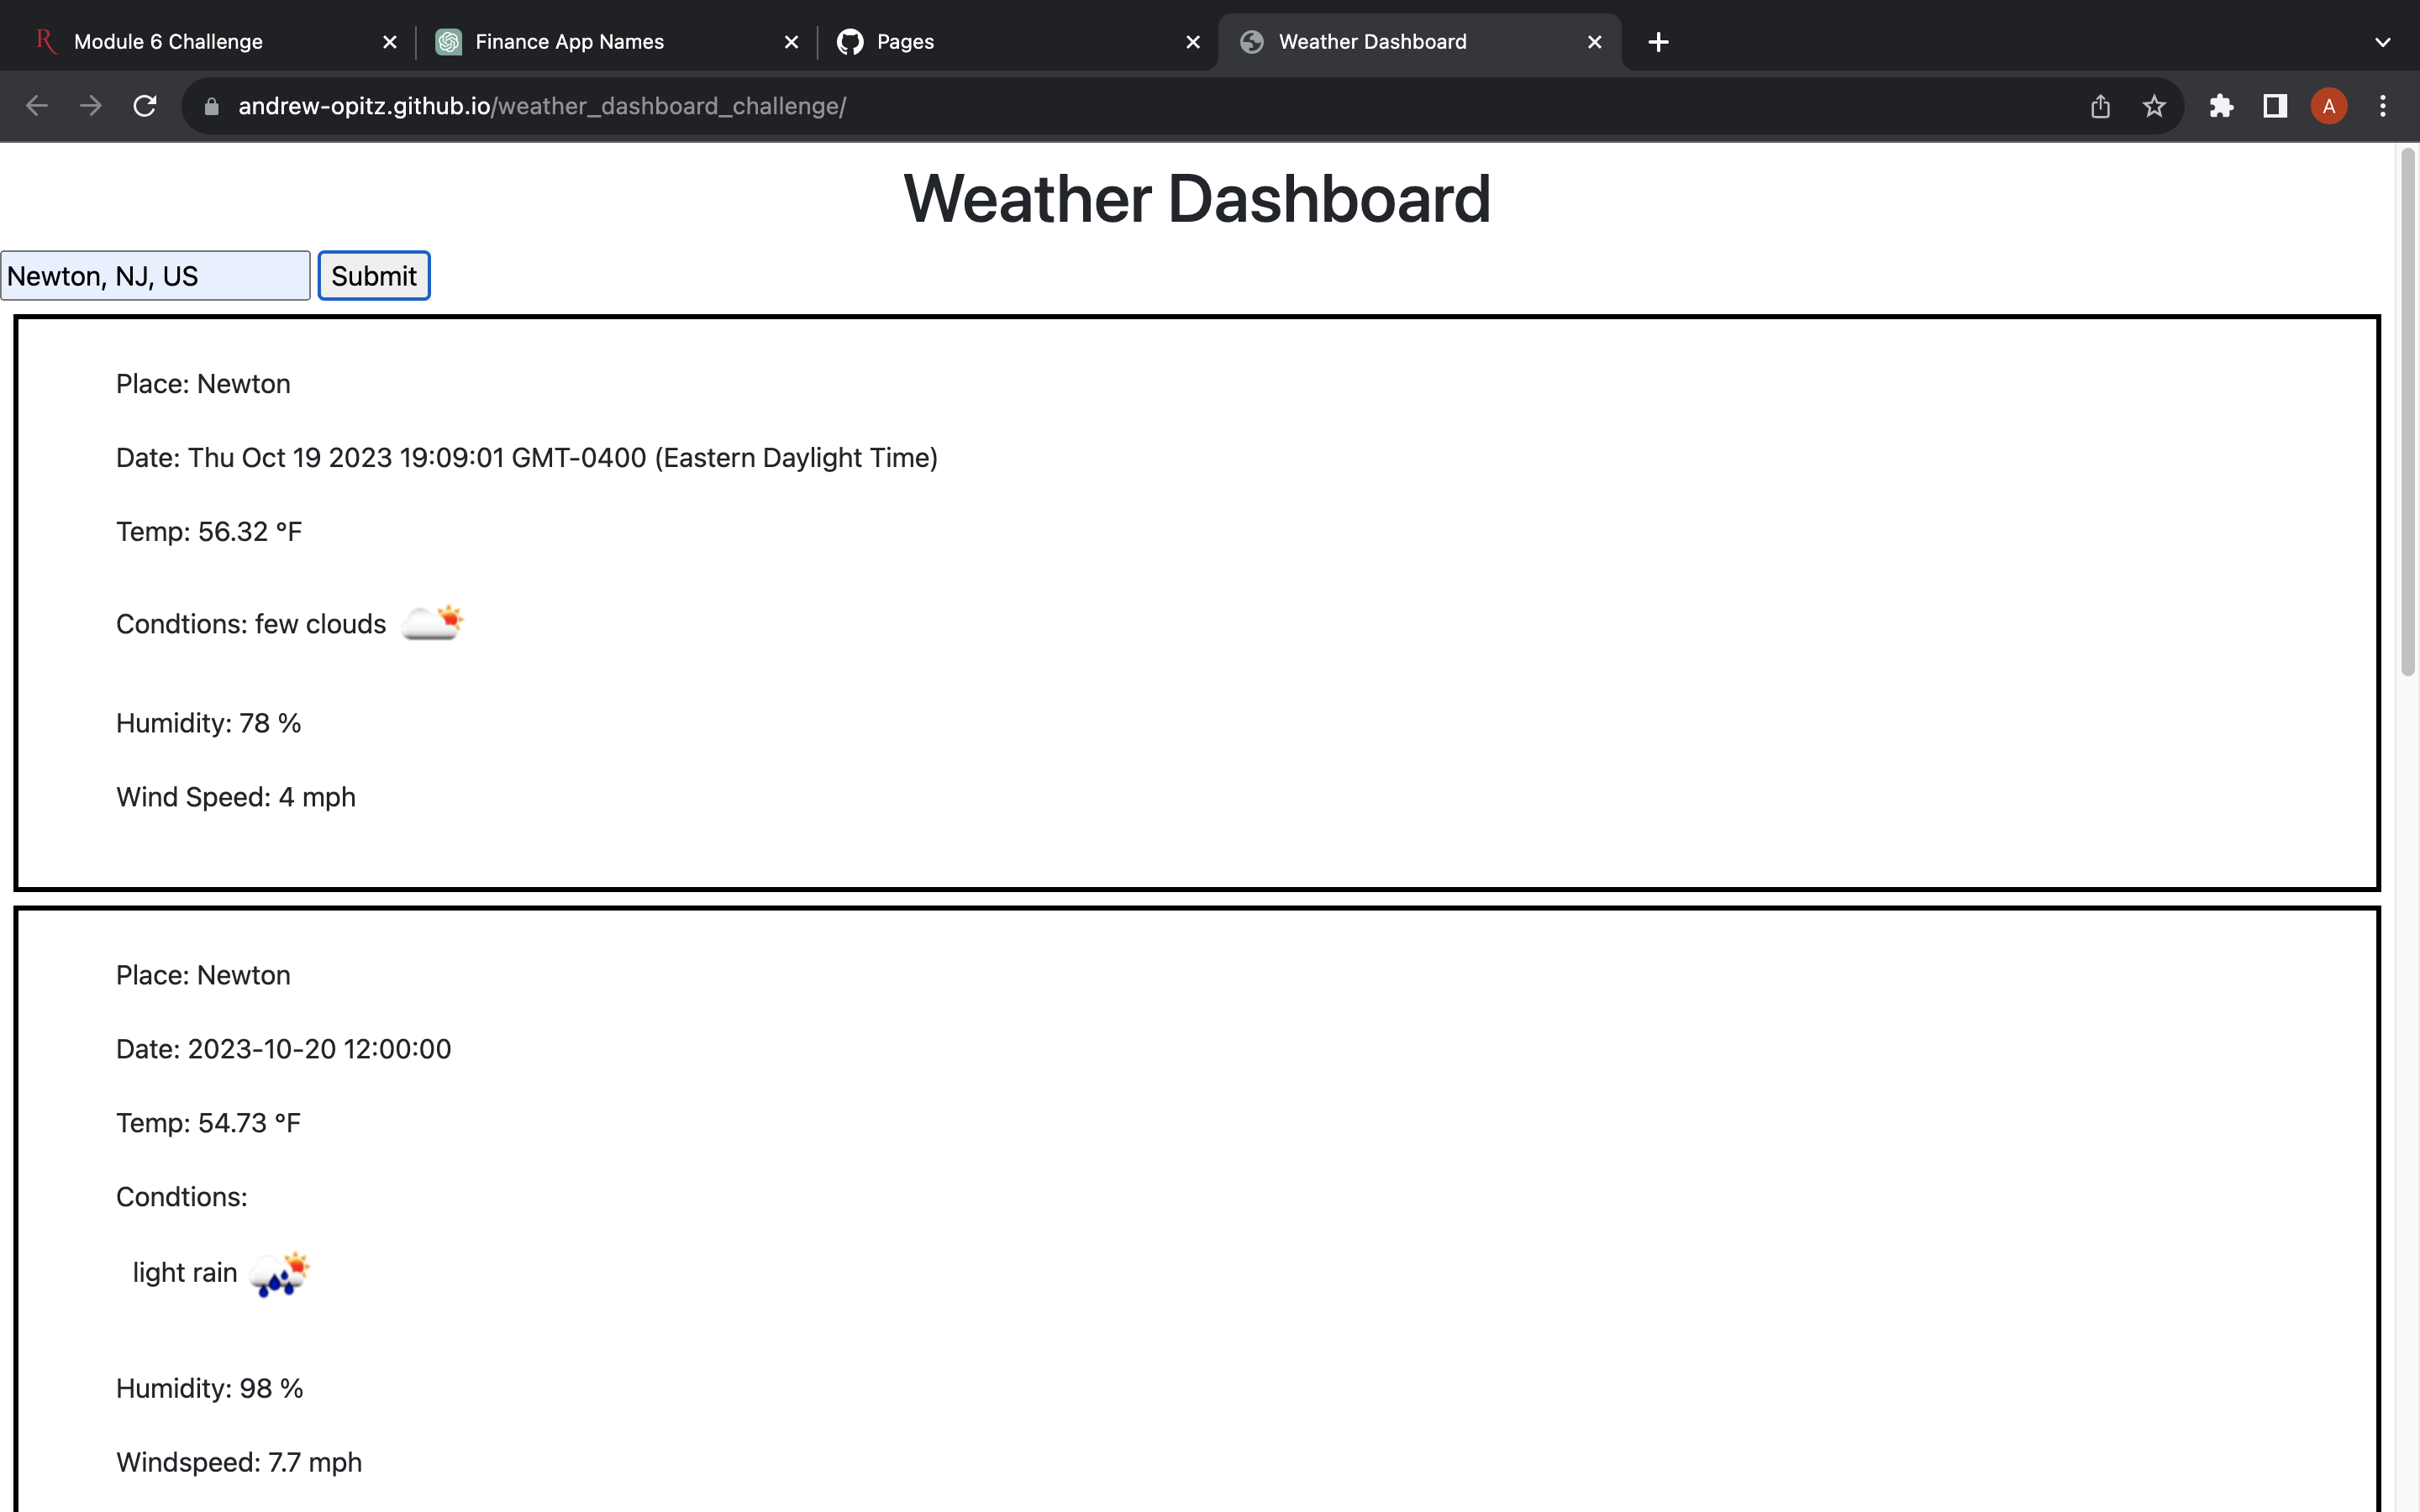 Module 6 Challenge
Finance App Names
Pages
Weather Dashboard
andrew-opitz.github.io/weather_dashboard_challenge/
A
Weather Dashboard
Newton, NJ, US
Submit
Place: Newton
Date: Thu Oct 19 2023 19:09:01 GMT-0400 (Eastern Daylight Time)
Temp: 56.32 °F
Condtions: few clouds
Humidity: 78 %
Wind Speed: 4 mph
Place: Newton
Date: 2023-10-20 12:00:00
Temp: 54.73 °F
Condtions:
light rain
Humidity: 98 %
Windspeed: 7.7 mph